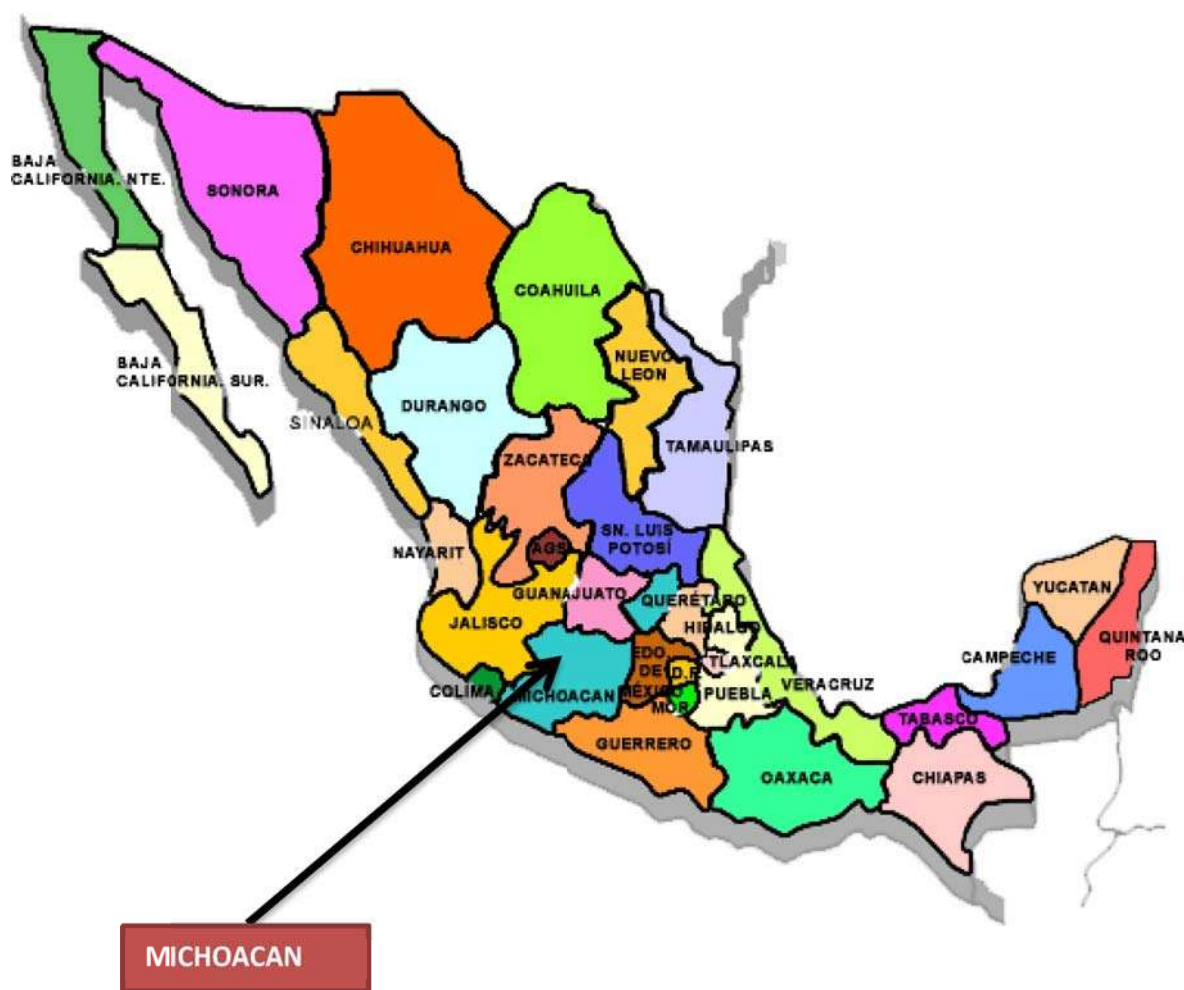 BAJA
CALIFORNIA. NTE.
SONORA
CHIHUAHUA
COAHUILA
NUEVO
LEON
BAJA
CALIFORNIA. SUR.
SINALOA
DURANGO
TAMAULIPAS
ZACATECA
SN. LUIS
POTOSÍ
NAYARIT
AGS
GUANAJUATO
QUERÉTARO
JALISCO
HIDALGO
YUCATAN
QUINTANA
ROO
CAMPECHE
EDO.
DE
MÉXICO
D.F
TLAXCALA
COLIMA
MICHOACAN
MOR
PUEBLA
VERACRUZ
TABASCO
GUERRERO
OAXACA
CHIAPAS
MICHOACAN